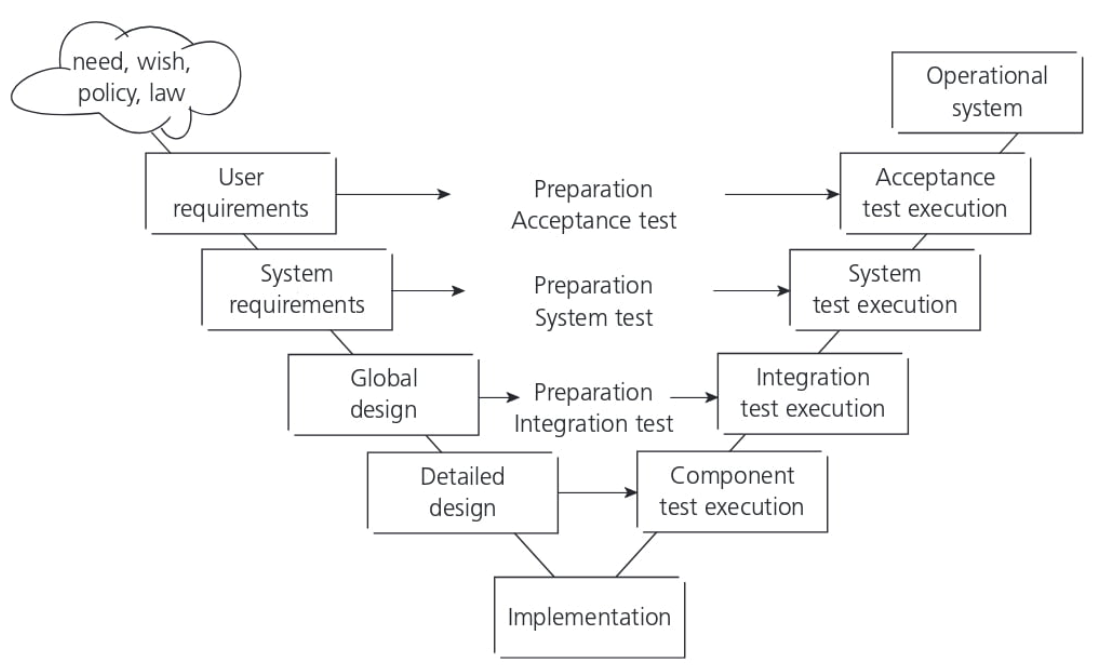 need, wish,
policy, law
Operational
system
User
requirements
Preparation
Acceptance test
Acceptance
test execution
System
requirements
Preparation
System test
System
test execution
Global
design
Preparation
Integration test
Integration
test execution
Detailed
design
Component
test execution
Implementation